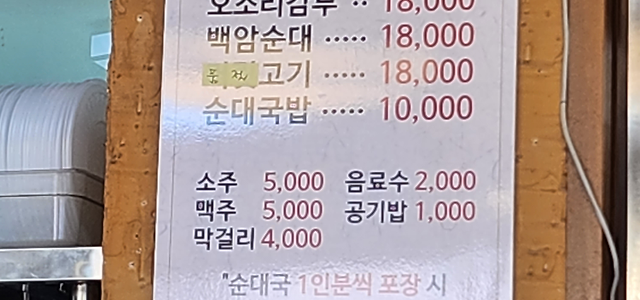 오소리감투 ·· 18,000
백암순대 ····· 18,000
고기 ····· 18,000
순대국밥 ····· 10,000
소주 5,000 음료수 2,000
맥주 5,000 공기밥 1,000
막걸리 4,000
"순대국 1인분씩 포장 시